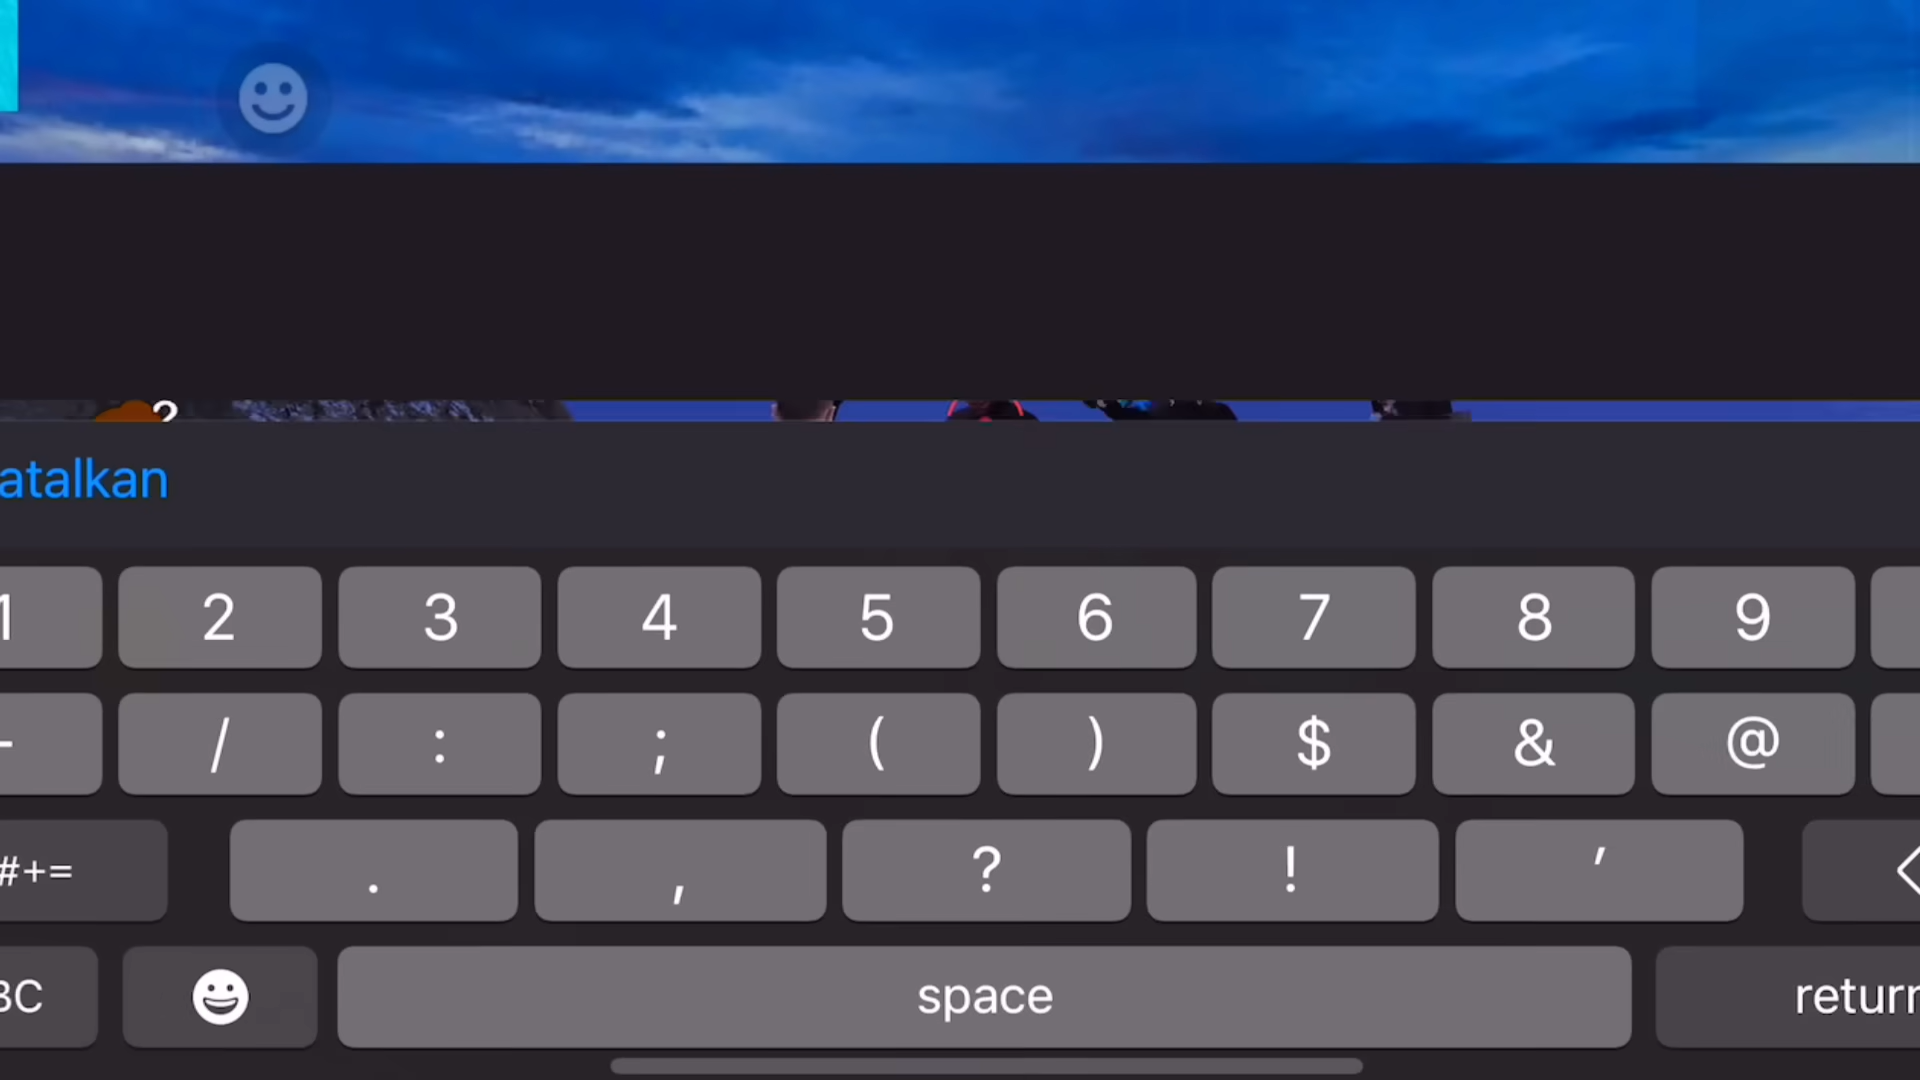 atalkan
1 2 3 4 5 6 7 8 9
- / : ; ( ) $ & @
#+= . , ? ! ′
BC space return